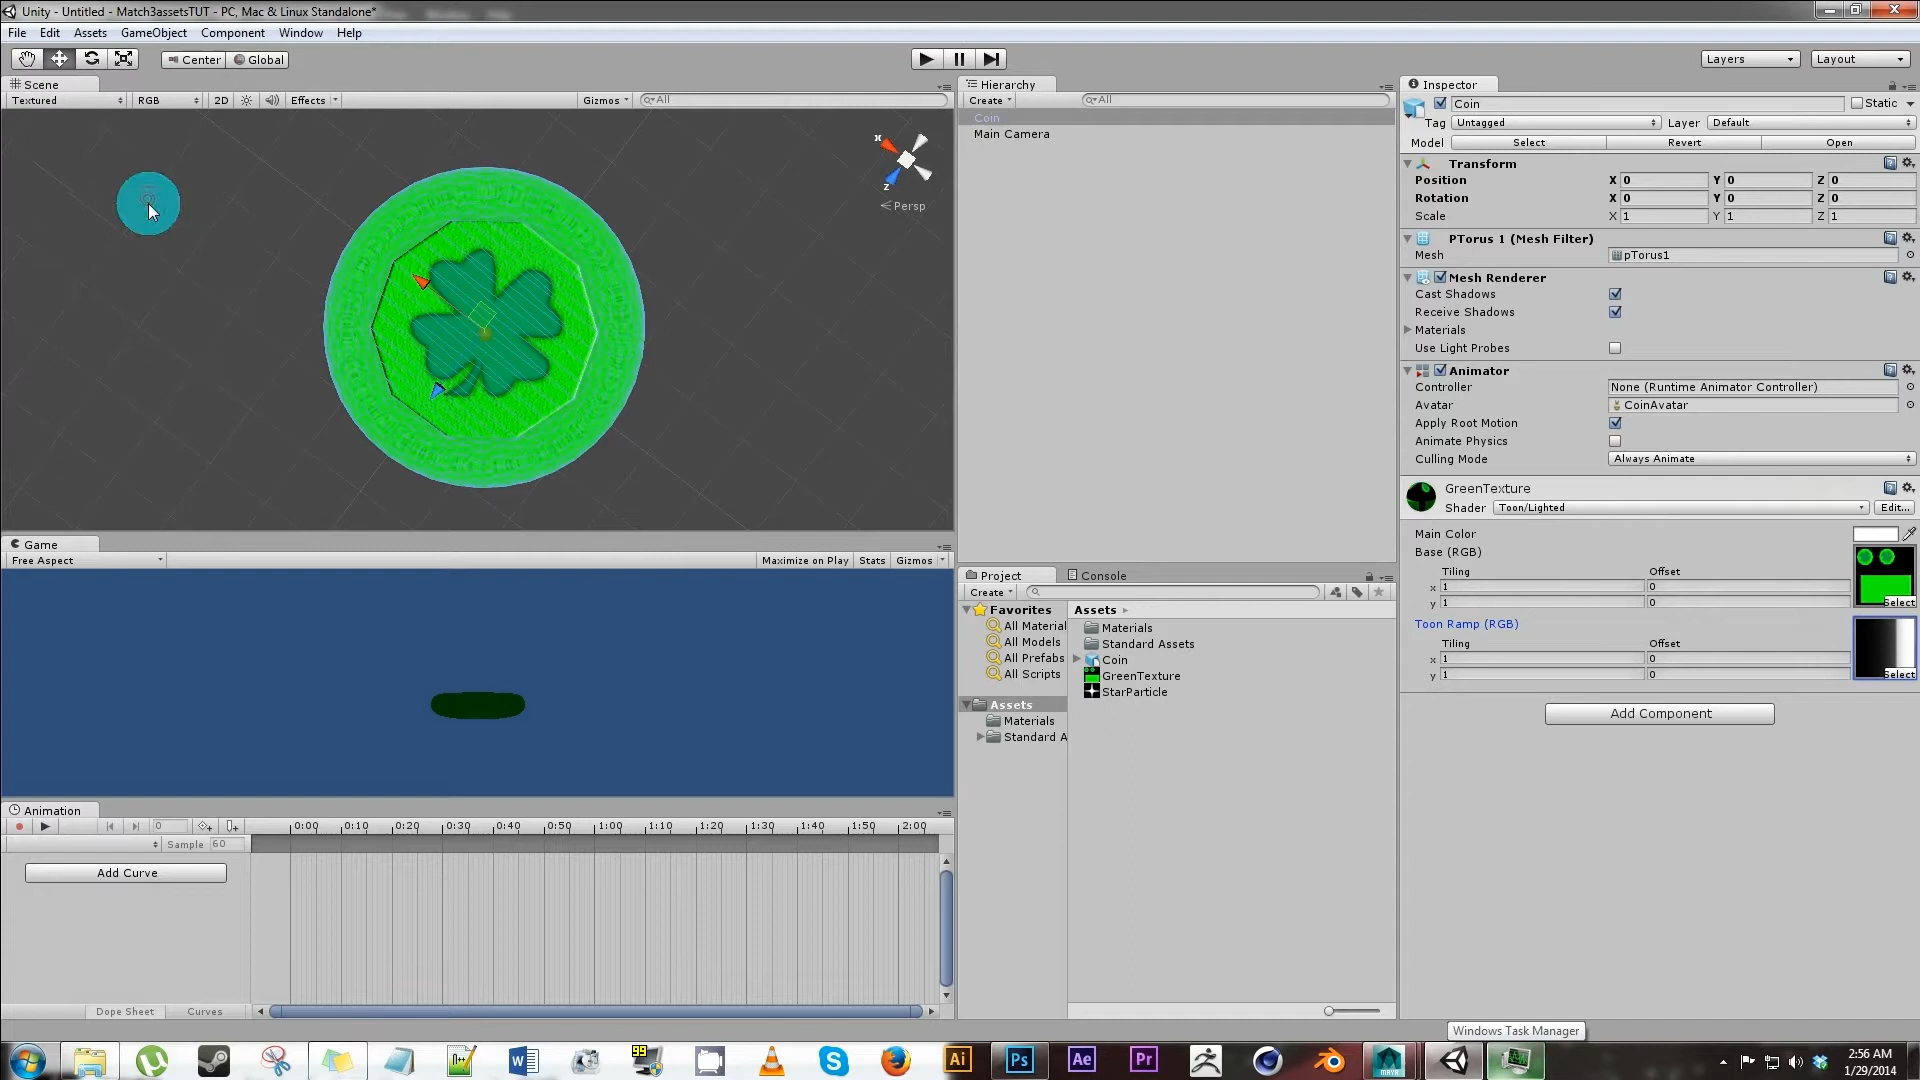 Unity - Untitled - Match3assetsTUT - PC, Mac & Linux Standalone*
File Edit Assets GameObject Component Window Help
Center Global Layers Layout
Scene
Textured RGB 2D Effects Gizmos All
x
z
Persp
Game
Free Aspect Maximize on Play Stats Gizmos
Animation
0 0:00 0:10 0:20 0:30 0:40 0:50 1:00 1:10 1:20 1:30 1:40 1:50 2:00
Sample 60
Add Curve
Dope Sheet Curves
Hierarchy
Create All
Coin
Main Camera
Project Console
Create
Favorites
All Material
All Models
All Prefabs
All Scripts
Assets
Materials
Standard A
Assets
Materials
Standard Assets
Coin
GreenTexture
StarParticle
Inspector
Coin Static
Tag Untagged Layer Default
Model Select Revert Open
Transform
Position X 0 Y 0 Z 0
Rotation X 0 Y 0 Z 0
Scale X 1 Y 1 Z 1
PTorus 1 (Mesh Filter)
Mesh pTorus1
Mesh Renderer
Cast Shadows
Receive Shadows
Materials
Use Light Probes
Animator
Controller None (Runtime Animator Controller)
Avatar CoinAvatar
Apply Root Motion
Animate Physics
Culling Mode Always Animate
GreenTexture
Shader Toon/Lighted Edit...
Main Color
Base (RGB)
Tiling Offset
x 1 0
y 1 0
Select
Toon Ramp (RGB)
Tiling Offset
x 1 0
y 1 0
Select
Add Component
Windows Task Manager
99 W Ai Ps Ae Pr MAYA
2:56 AM
1/29/2014